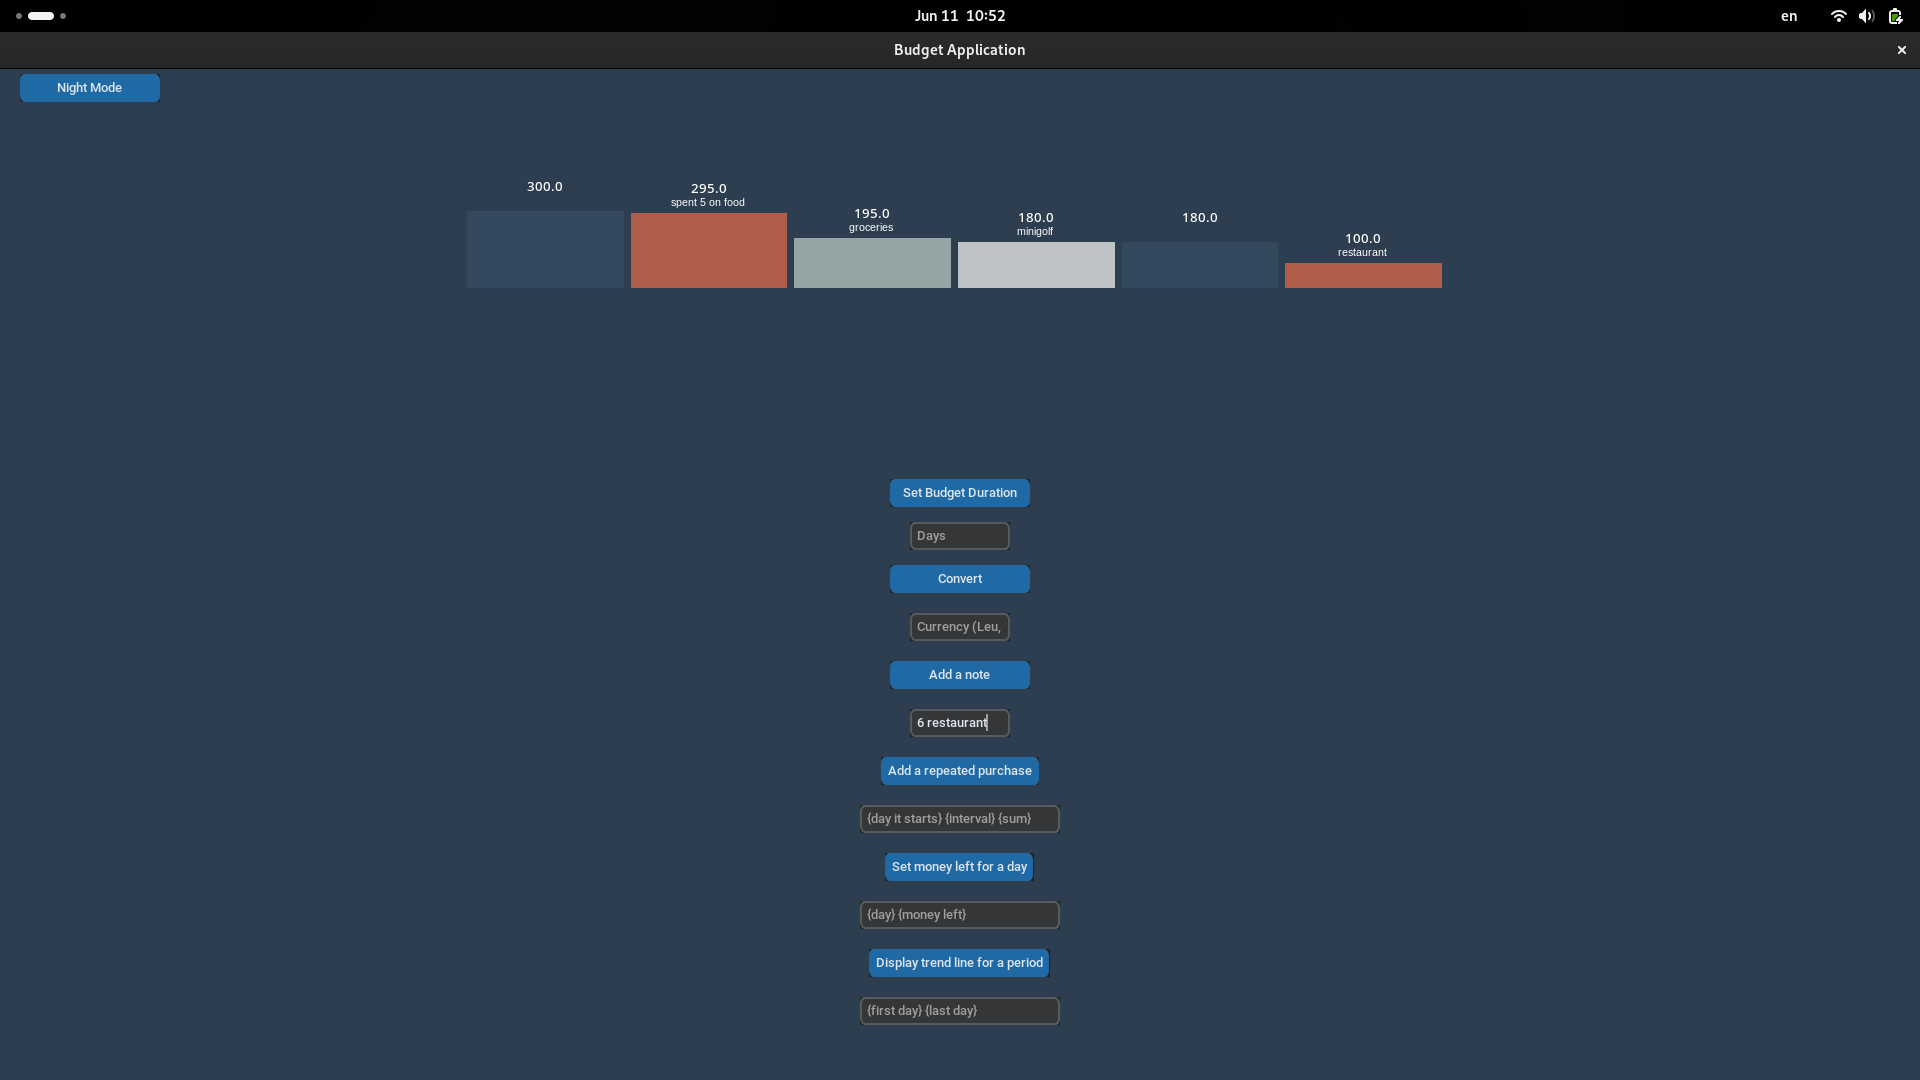 Jun 11 10:52
en
Budget Application
Night Mode
300.0
295.0
spent 5 on food
195.0
groceries
180.0
minigolf
180.0
100.0
restaurant
Set Budget Duration
Days
Convert
Currency (Leu,
Add a note
6 restaurant
Add a repeated purchase
{day it starts} {interval} {sum}
Set money left for a day
{day} {money left}
Display trend line for a period
{first day} {last day}